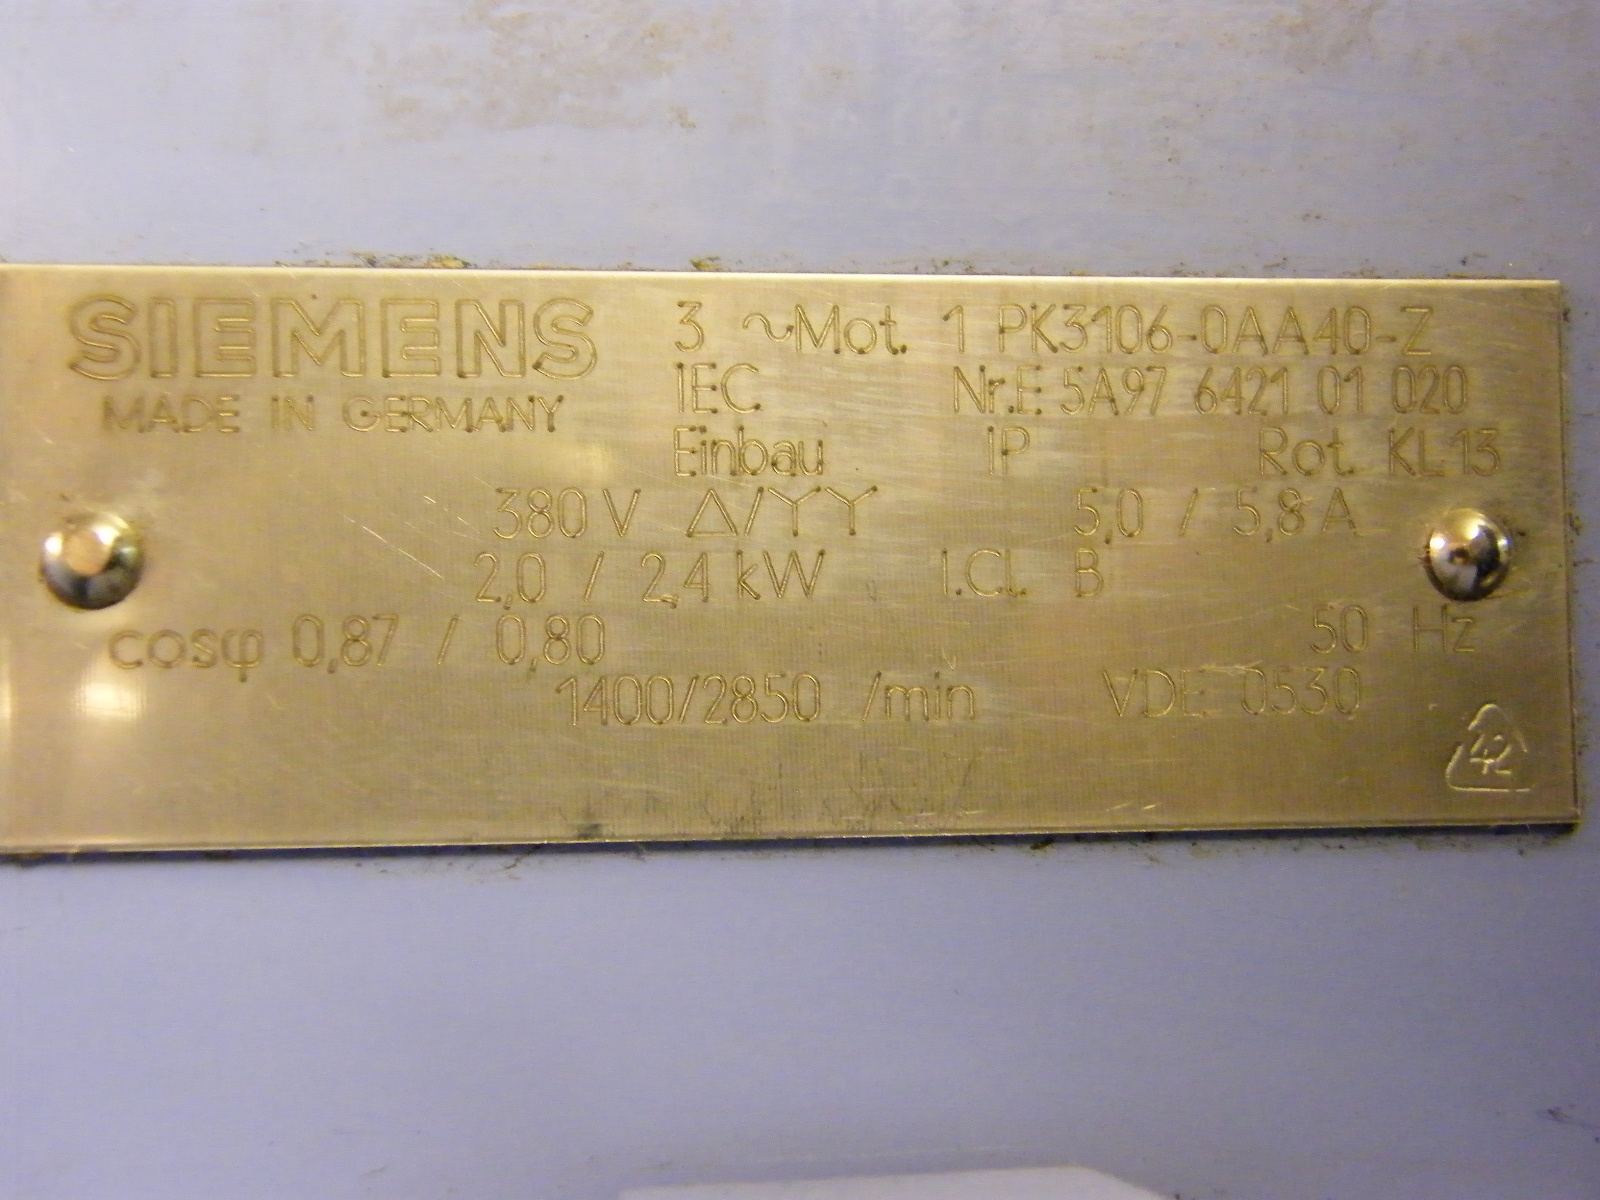 SIEMENS
MADE IN GERMANY
3 ~Mot. 1 PK3106-0AA40-Z
IEC Nr.E 5A97 6421 01 020
Einbau IP Rot. KL13
380 V Δ/YY 5,0 / 5,8 A
2,0 / 2,4 kW I.Cl. B
cosφ 0,87 / 0,80 50 Hz
1400/2850 /min VDE 0530
42